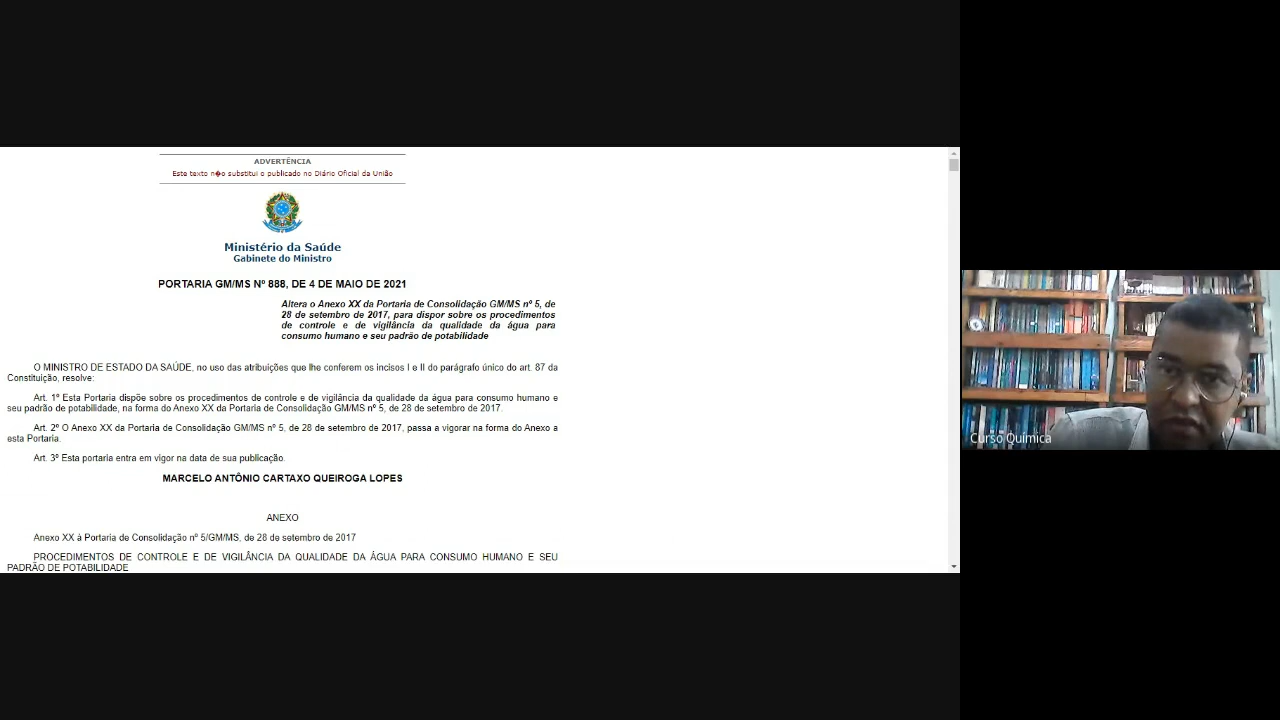 ADVERTÊNCIA
Este texto n�o substitui o publicado no Diário Oficial da União
Ministério da Saúde
Gabinete do Ministro
PORTARIA GM/MS Nº 888, DE 4 DE MAIO DE 2021
Altera o Anexo XX da Portaria de Consolidação GM/MS nº 5, de
28 de setembro de 2017, para dispor sobre os procedimentos
de controle e de vigilância da qualidade da água para
consumo humano e seu padrão de potabilidade
O MINISTRO DE ESTADO DA SAÚDE, no uso das atribuições que lhe conferem os incisos I e II do parágrafo único do art. 87 da
Constituição, resolve:
Art. 1º Esta Portaria dispõe sobre os procedimentos de controle e de vigilância da qualidade da água para consumo humano e
seu padrão de potabilidade, na forma do Anexo XX da Portaria de Consolidação GM/MS nº 5, de 28 de setembro de 2017.
Art. 2º O Anexo XX da Portaria de Consolidação GM/MS nº 5, de 28 de setembro de 2017, passa a vigorar na forma do Anexo a
esta Portaria.
Art. 3º Esta portaria entra em vigor na data de sua publicação.
MARCELO ANTÔNIO CARTAXO QUEIROGA LOPES
ANEXO
Anexo XX à Portaria de Consolidação nº 5/GM/MS, de 28 de setembro de 2017
PROCEDIMENTOS DE CONTROLE E DE VIGILÂNCIA DA QUALIDADE DA ÁGUA PARA CONSUMO HUMANO E SEU
PADRÃO DE POTABILIDADE
Curso Química